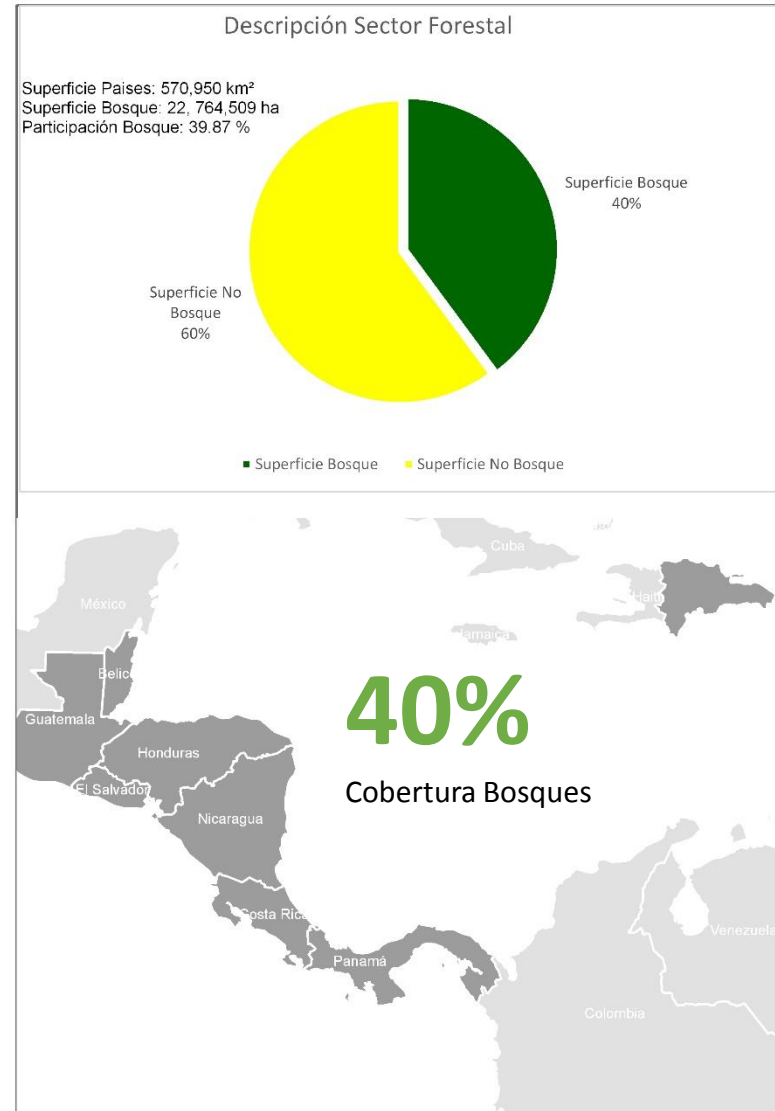 Descripción Sector Forestal
Superficie Paises: 570,950 km²
Superficie Bosque: 22, 764,509 ha
Participación Bosque: 39.87 %
Superficie Bosque
40%
Superficie No
Bosque
60%
Superficie Bosque
Superficie No Bosque
Cuba
México
Haití
Jamaica
Belice
Guatemala
40%
Honduras
El Salvador
Cobertura Bosques
Nicaragua
Costa Rica
Venezuela
Panamá
Colombia